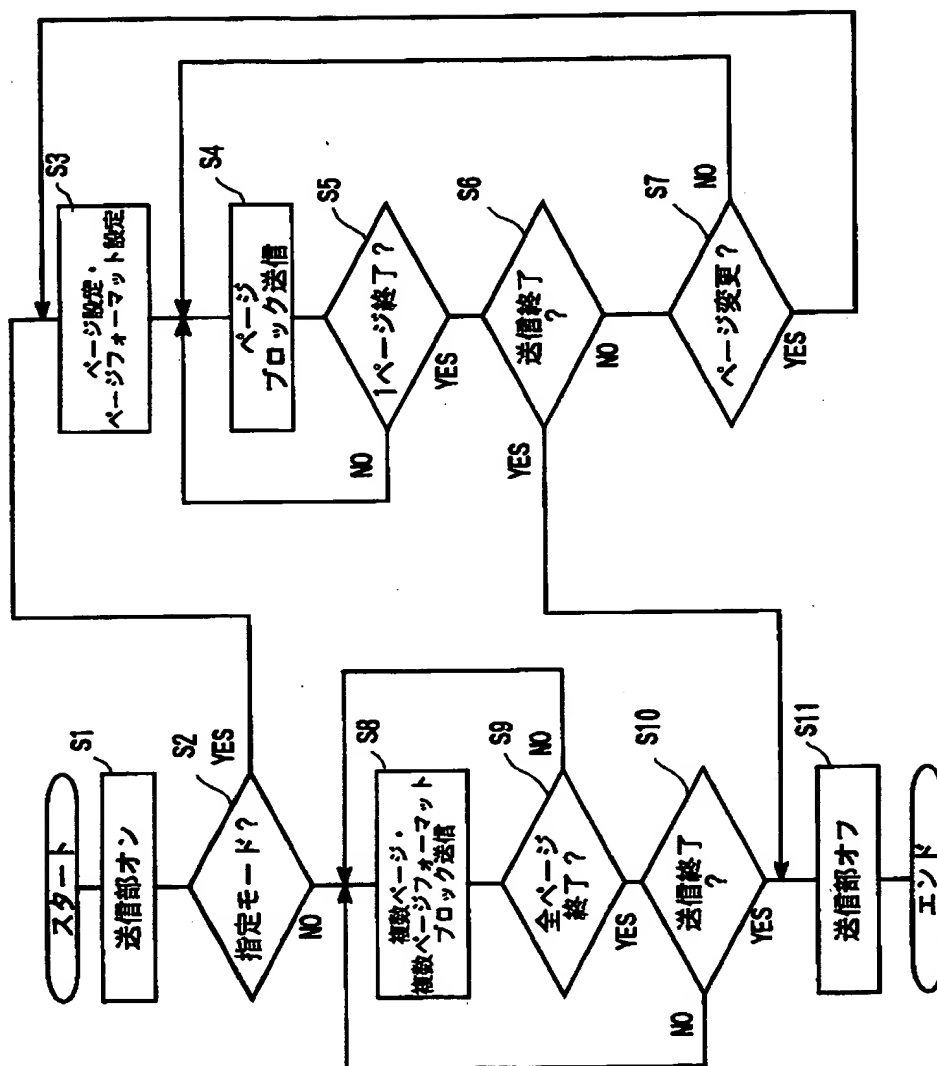 スタート
S1
送信部オン
S2
指定モード?
YES
NO
S8
複数ページ・
複数ページフォーマット
ブロック送信
S9
全ページ
終了?
NO
YES
S10
送信終了
?
NO
YES
S11
送信部オフ
エンド
S3
ページ設定・
ページフォーマット設定
S4
ページ
ブロック送信
S5
1ページ終了?
NO
YES
S6
送信終了
?
YES
NO
S7
ページ変更?
NO
YES